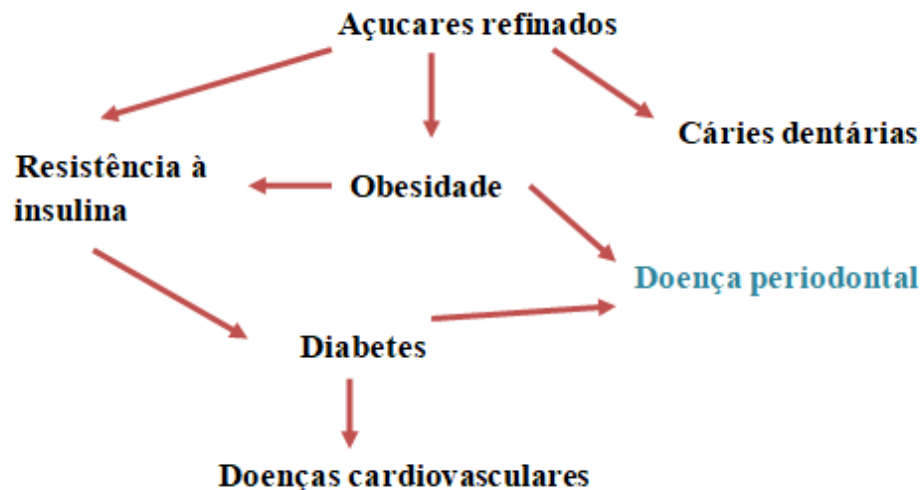 Açucares refinados
Cáries dentárias
Resistência à
insulina
Obesidade
Doença periodontal
Diabetes
Doenças cardiovasculares